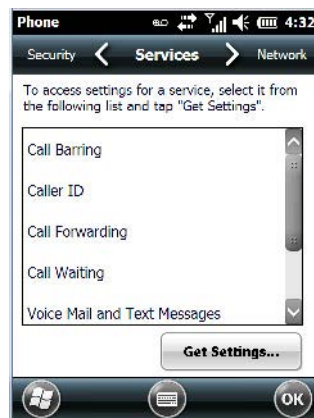 Phone 4:32
Security Services Network
To access settings for a service, select it from
the following list and tap "Get Settings".
Call Barring
Caller ID
Call Forwarding
Call Waiting
Voice Mail and Text Messages
Get Settings...
OK